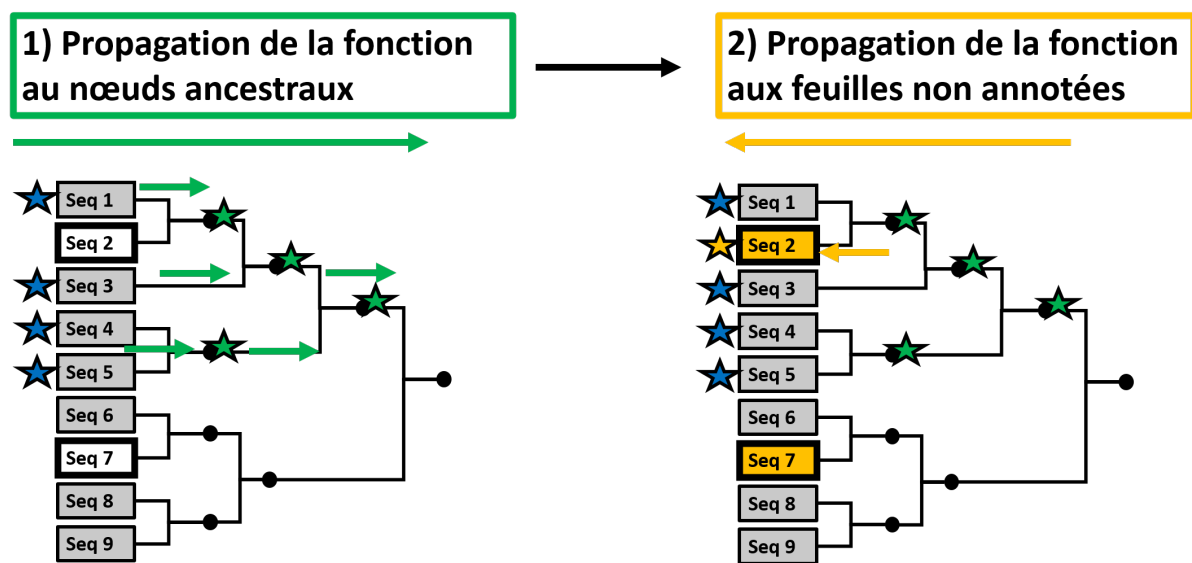 1) Propagation de la fonction
au nœuds ancestraux
2) Propagation de la fonction
aux feuilles non annotées
Seq 1
Seq 2
Seq 3
Seq 4
Seq 5
Seq 6
Seq 7
Seq 8
Seq 9
Seq 1
Seq 2
Seq 3
Seq 4
Seq 5
Seq 6
Seq 7
Seq 8
Seq 9